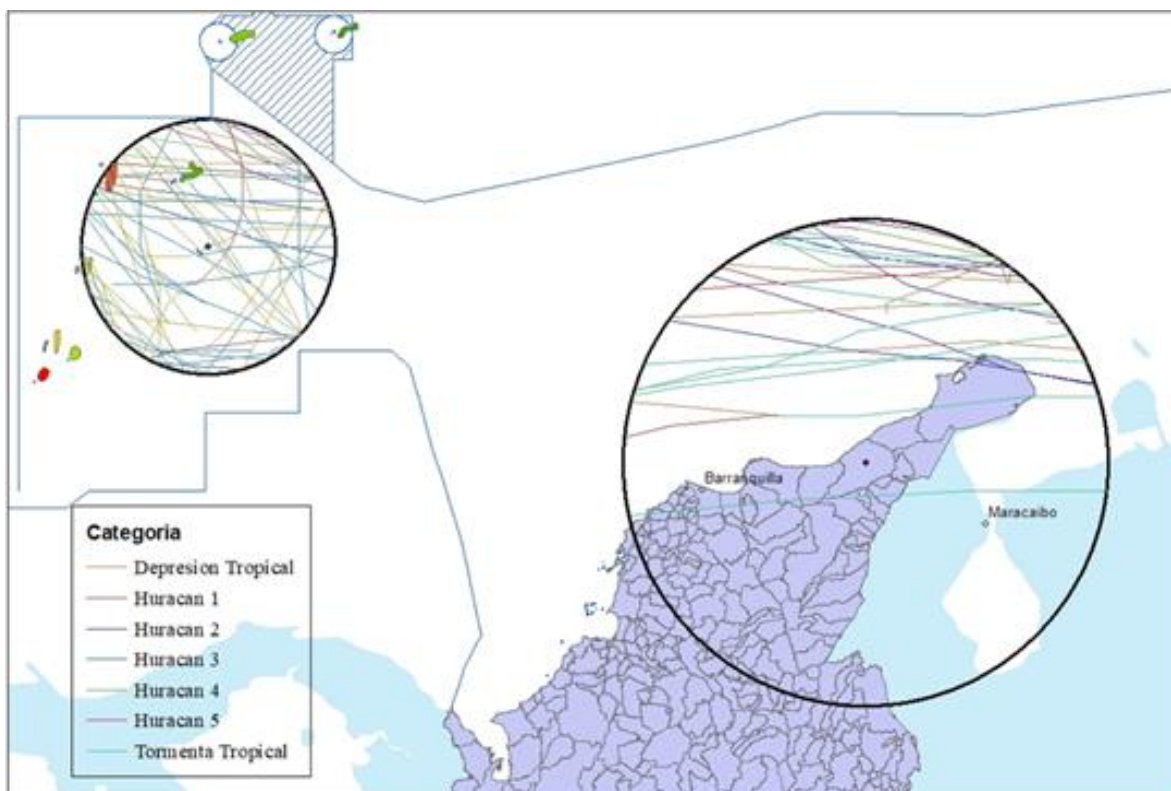 Barranquilla
Maracaibo
Categoria
Depresion Tropical
Huracan 1
Huracan 2
Huracan 3
Huracan 4
Huracan 5
Tormenta Tropical